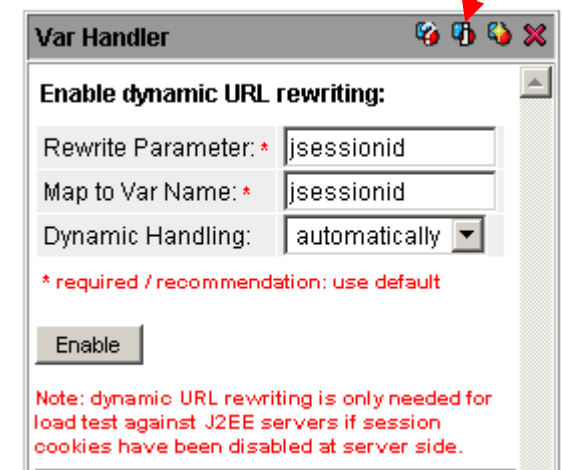 Var Handler
Enable dynamic URL rewriting:
Rewrite Parameter: * jsessionid
Map to Var Name: * jsessionid
Dynamic Handling: automatically
* required / recommendation: use default
Enable
Note: dynamic URL rewriting is only needed for
load test against J2EE servers if session
cookies have been disabled at server side.